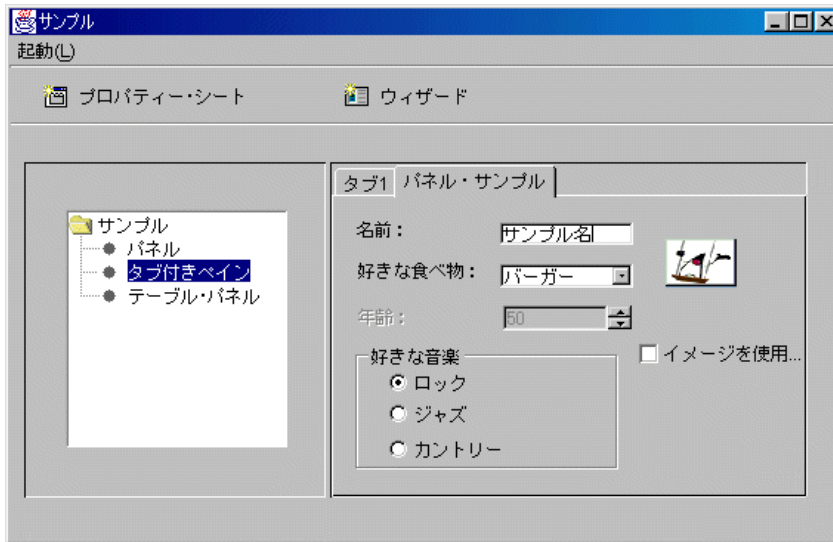 サンプル
起動(L)
プロパティー・シート
ウィザード
サンプル
パネル
タブ付きペイン
テーブル・パネル
タブ1
パネル・サンプル
名前：
サンプル名
好きな食べ物：
バーガー
年齢：
50
好きな音楽
ロック
ジャズ
カントリー
イメージを使用...